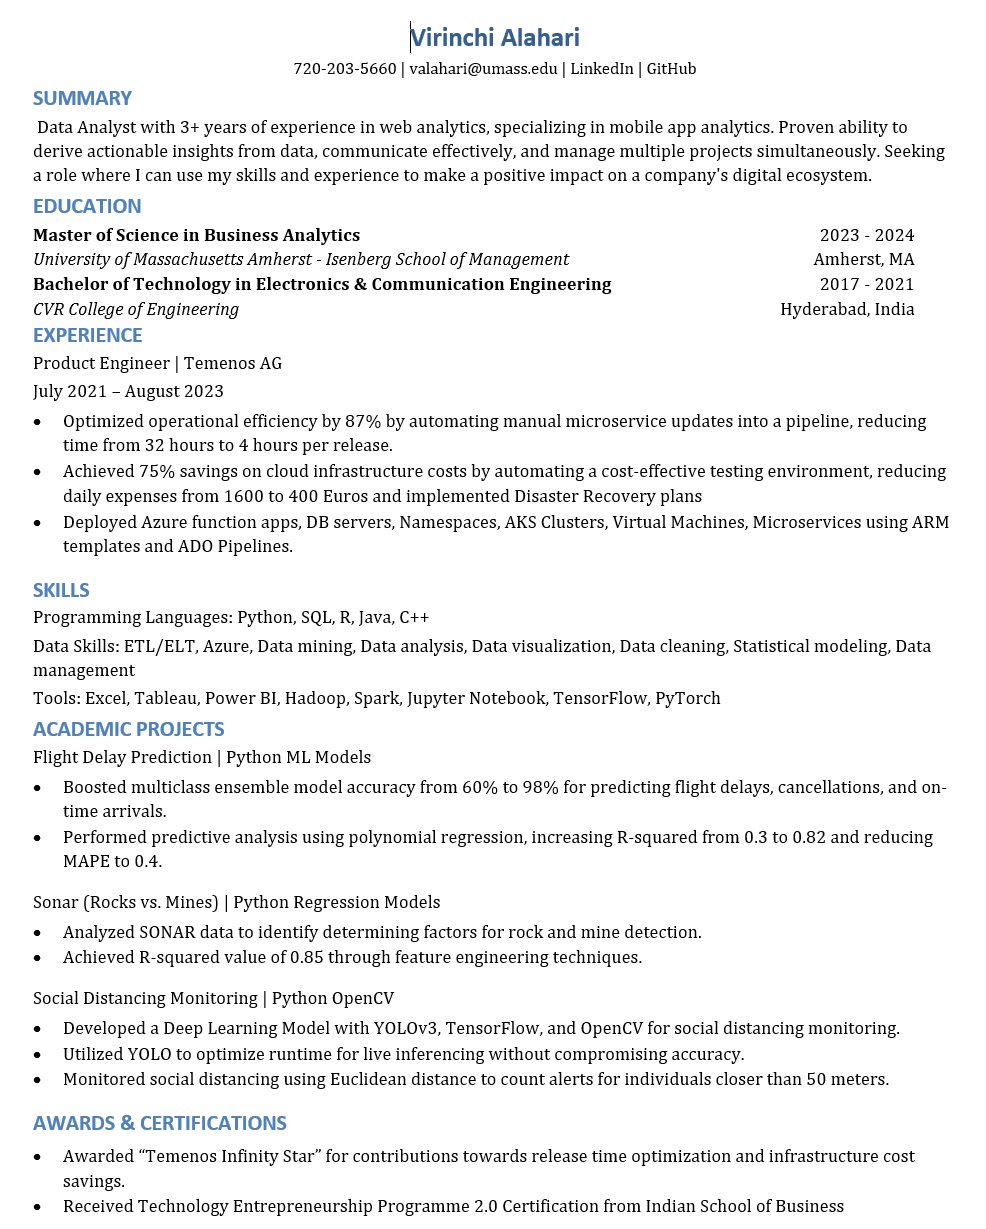 Virinchi Alahari
720-203-5660 | valahari@umass.edu | LinkedIn | GitHub
SUMMARY
Data Analyst with 3+ years of experience in web analytics, specializing in mobile app analytics. Proven ability to
derive actionable insights from data, communicate effectively, and manage multiple projects simultaneously. Seeking
a role where I can use my skills and experience to make a positive impact on a company's digital ecosystem.
EDUCATION
Master of Science in Business Analytics 2023 - 2024
University of Massachusetts Amherst - Isenberg School of Management Amherst, MA
Bachelor of Technology in Electronics & Communication Engineering 2017 - 2021
CVR College of Engineering Hyderabad, India
EXPERIENCE
Product Engineer | Temenos AG
July 2021 – August 2023
• Optimized operational efficiency by 87% by automating manual microservice updates into a pipeline, reducing
time from 32 hours to 4 hours per release.
• Achieved 75% savings on cloud infrastructure costs by automating a cost-effective testing environment, reducing
daily expenses from 1600 to 400 Euros and implemented Disaster Recovery plans
• Deployed Azure function apps, DB servers, Namespaces, AKS Clusters, Virtual Machines, Microservices using ARM
templates and ADO Pipelines.
SKILLS
Programming Languages: Python, SQL, R, Java, C++
Data Skills: ETL/ELT, Azure, Data mining, Data analysis, Data visualization, Data cleaning, Statistical modeling, Data
management
Tools: Excel, Tableau, Power BI, Hadoop, Spark, Jupyter Notebook, TensorFlow, PyTorch
ACADEMIC PROJECTS
Flight Delay Prediction | Python ML Models
• Boosted multiclass ensemble model accuracy from 60% to 98% for predicting flight delays, cancellations, and on-
time arrivals.
• Performed predictive analysis using polynomial regression, increasing R-squared from 0.3 to 0.82 and reducing
MAPE to 0.4.
Sonar (Rocks vs. Mines) | Python Regression Models
• Analyzed SONAR data to identify determining factors for rock and mine detection.
• Achieved R-squared value of 0.85 through feature engineering techniques.
Social Distancing Monitoring | Python OpenCV
• Developed a Deep Learning Model with YOLOv3, TensorFlow, and OpenCV for social distancing monitoring.
• Utilized YOLO to optimize runtime for live inferencing without compromising accuracy.
• Monitored social distancing using Euclidean distance to count alerts for individuals closer than 50 meters.
AWARDS & CERTIFICATIONS
• Awarded “Temenos Infinity Star” for contributions towards release time optimization and infrastructure cost
savings.
• Received Technology Entrepreneurship Programme 2.0 Certification from Indian School of Business